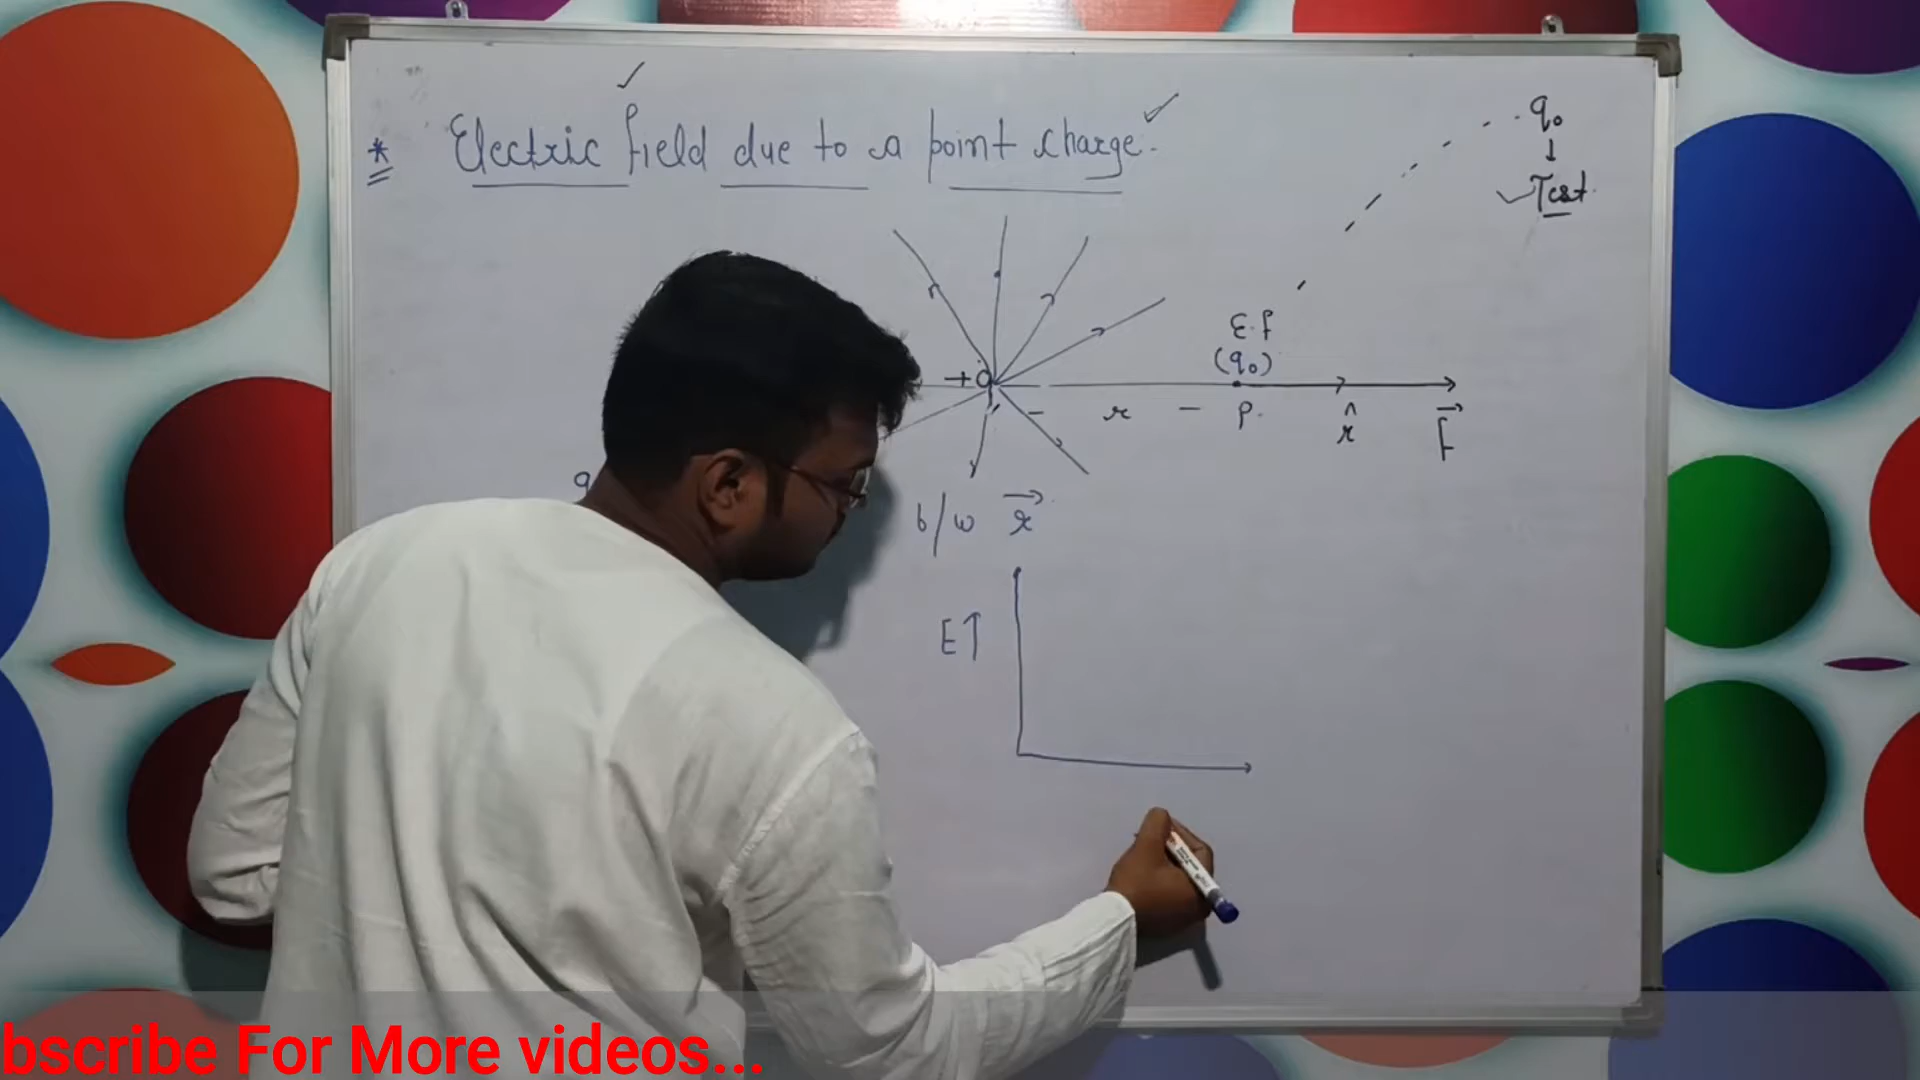 * Electric field due to a point charge.
q₀
↓
Test
E.f
(q₀)
+q
- r - P.
r̂
F⃗
q
b/w r⃗
E↑
bscribe For More videos...